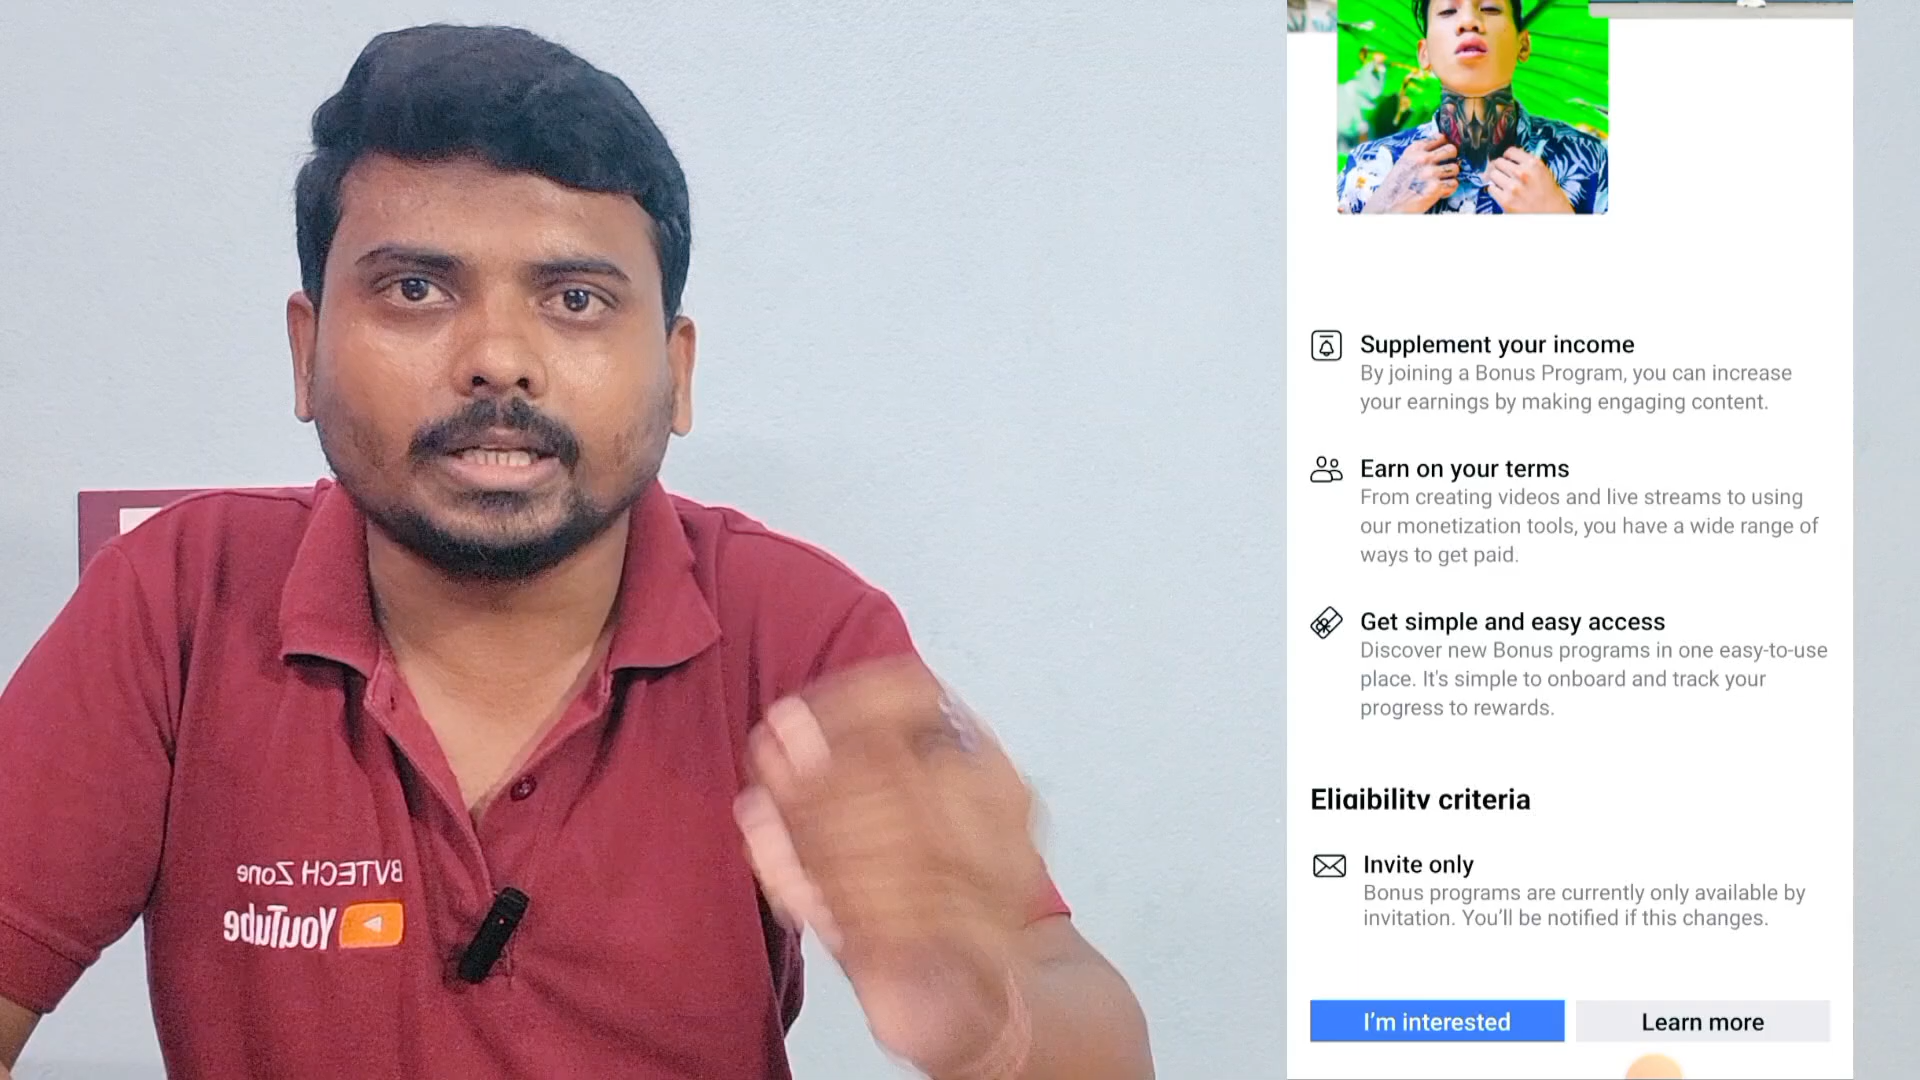 BVTECH Zone
YouTube
Supplement your income
By joining a Bonus Program, you can increase
your earnings by making engaging content.
Earn on your terms
From creating videos and live streams to using
our monetization tools, you have a wide range of
ways to get paid.
Get simple and easy access
Discover new Bonus programs in one easy-to-use
place. It's simple to onboard and track your
progress to rewards.
Eligibility criteria
Invite only
Bonus programs are currently only available by
invitation. You'll be notified if this changes.
I'm interested
Learn more